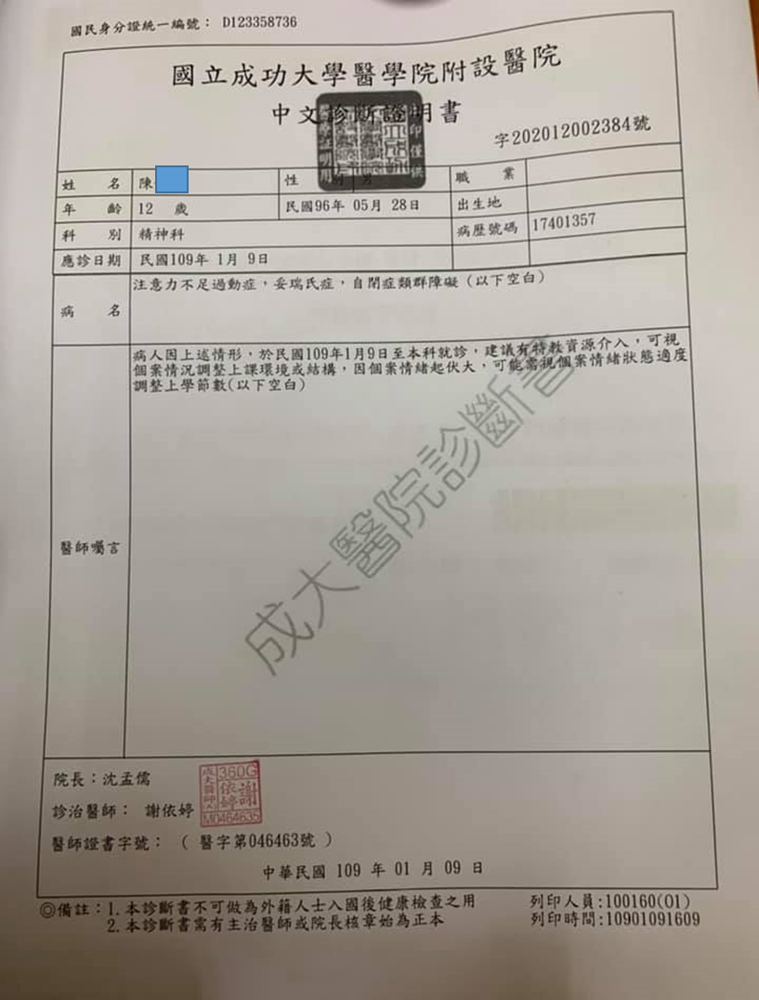 國民身分證統一編號： D123358736
國立成功大學醫學院附設醫院
中文診斷證明書
字202012002384號
姓 名 陳 性 別 男 職 業
年 齡 12 歲 民國96年 05月 28日 出生地
科 別 精神科 病歷號碼 17401357
應診日期 民國109年 1月 9日
病 名 注意力不足過動症，妥瑞氏症，自閉症類群障礙（以下空白）
病人因上述情形，於民國109年1月9日至本科就診，建議有特教資源介入，可視
個案情況調整上課環境或結構，因個案情緒起伏大，可能需視個案情緒狀態適度
調整上學節數(以下空白)
醫師囑言
成大醫院診斷書
院長：沈孟儒
診治醫師： 謝依婷
醫師證書字號： （ 醫字第046463號 ）
中華民國 109 年 01 月 09 日
◎備註：1.本診斷書不可做為外籍人士入國後健康檢查之用 列印人員:100160(01)
2.本診斷書需有主治醫師或院長核章始為正本 列印時間:10901091609